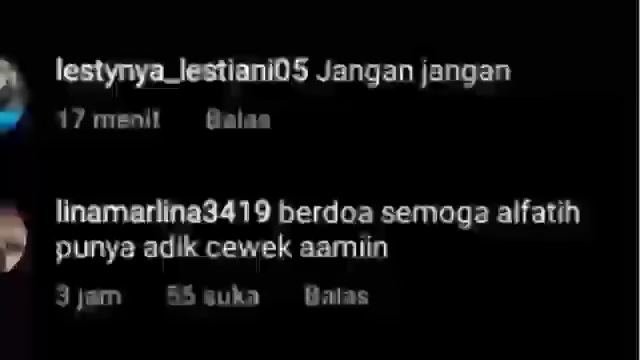 lestynya_lestiani05 Jangan jangan
17 menit Balas
linamarlina3419 berdoa semoga alfatih
punya adik cewek aamiin
3 jam 55 suka Balas